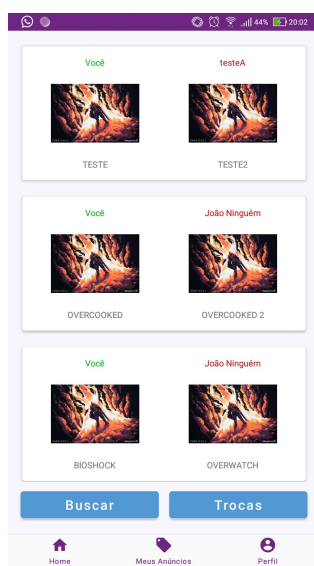 44% 20:02
Você testeA
TESTE TESTE2
Você João Ninguém
OVERCOOKED OVERCOOKED 2
Você João Ninguém
BIOSHOCK OVERWATCH
Buscar Trocas
Home Meus Anúncios Perfil